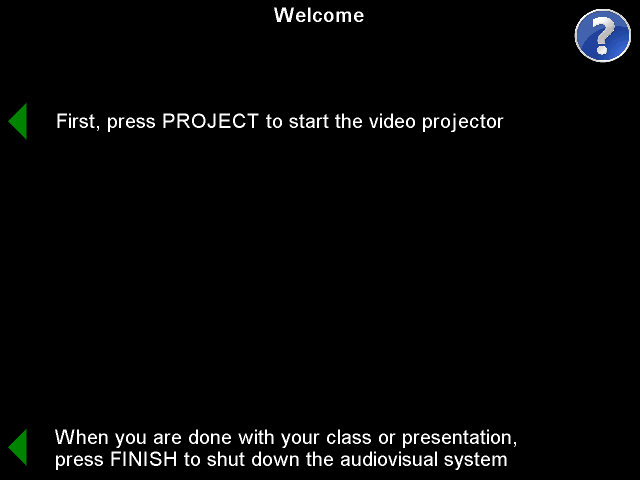 Welcome
?
First, press PROJECT to start the video projector
When you are done with your class or presentation,
press FINISH to shut down the audiovisual system